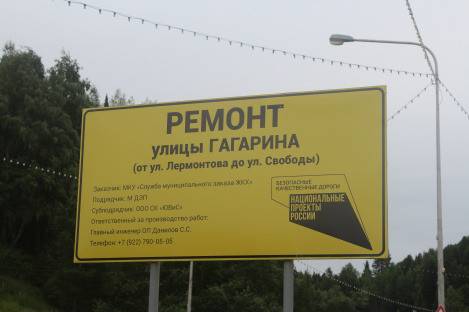 РЕМОНТ
улицы ГАГАРИНА
(от ул. Лермонтова до ул. Свободы)
Заказчик: МКУ «Служба муниципального заказа ЖКХ»
Подрядчик: М ДЭП
Субподрядчик: ООО СК «ЮВиС»
Ответственный за производство работ:
Главный инженер ОП Данилов С.С.
Телефон: +7 (922) 790-05-05
БЕЗОПАСНЫЕ
КАЧЕСТВЕННЫЕ ДОРОГИ
НАЦИОНАЛЬНЫЕ
ПРОЕКТЫ
РОССИИ